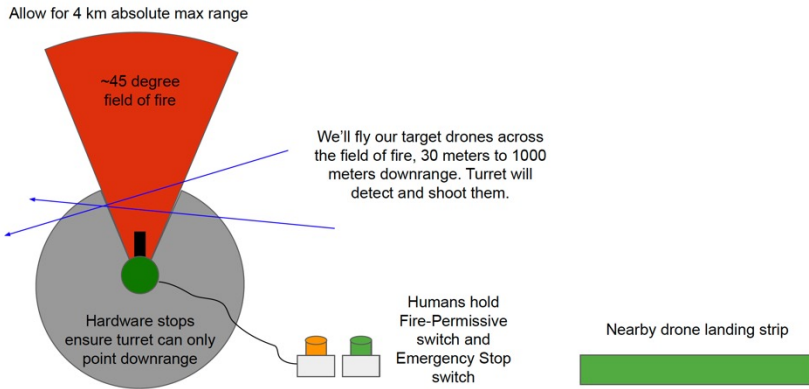 Allow for 4 km absolute max range
~45 degree
field of fire
We'll fly our target drones across
the field of fire, 30 meters to 1000
meters downrange. Turret will
detect and shoot them.
Hardware stops
ensure turret can only
point downrange
Humans hold
Fire-Permissive
switch and
Emergency Stop
switch
Nearby drone landing strip